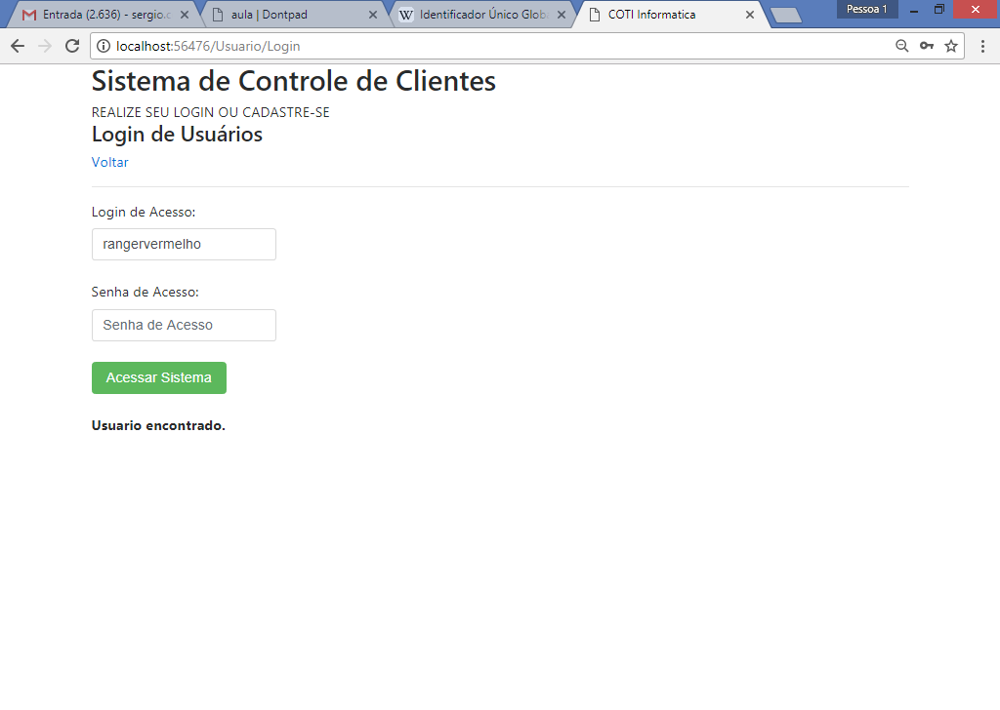 Entrada (2.636) - sergio.c
aula | Dontpad
Identificador Único Glob
COTI Informatica
Pessoa 1
localhost:56476/Usuario/Login
Sistema de Controle de Clientes
REALIZE SEU LOGIN OU CADASTRE-SE
Login de Usuários
Voltar
Login de Acesso:
rangervermelho
Senha de Acesso:
Senha de Acesso
Acessar Sistema
Usuario encontrado.